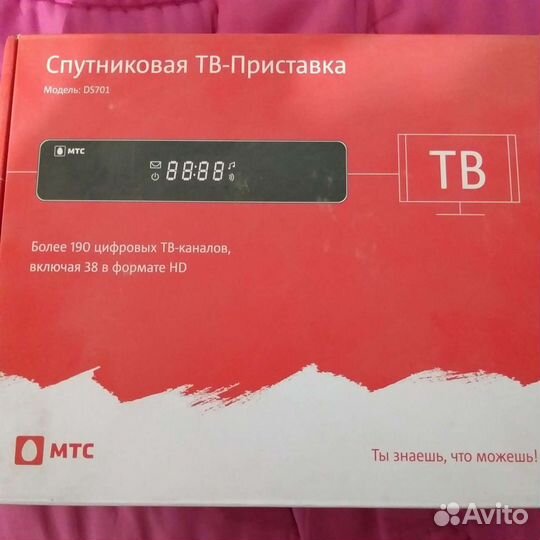 Спутниковая ТВ-Приставка
Модель: DS701
МТС
88:88
ТВ
Более 190 цифровых ТВ-каналов,
включая 38 в формате HD
МТС
Ты знаешь, что можешь!
Avito